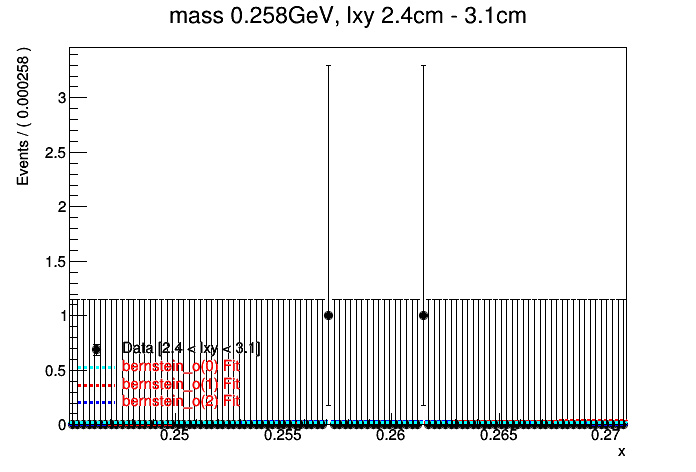 mass 0.258GeV, lxy 2.4cm - 3.1cm
Events / ( 0.000258 )
3
2.5
2
1.5
1
0.5
0
Data [2.4 < lxy < 3.1]
bernstein_o(0) Fit
bernstein_o(1) Fit
bernstein_o(2) Fit
0.25 0.255 0.26 0.265 0.27
x